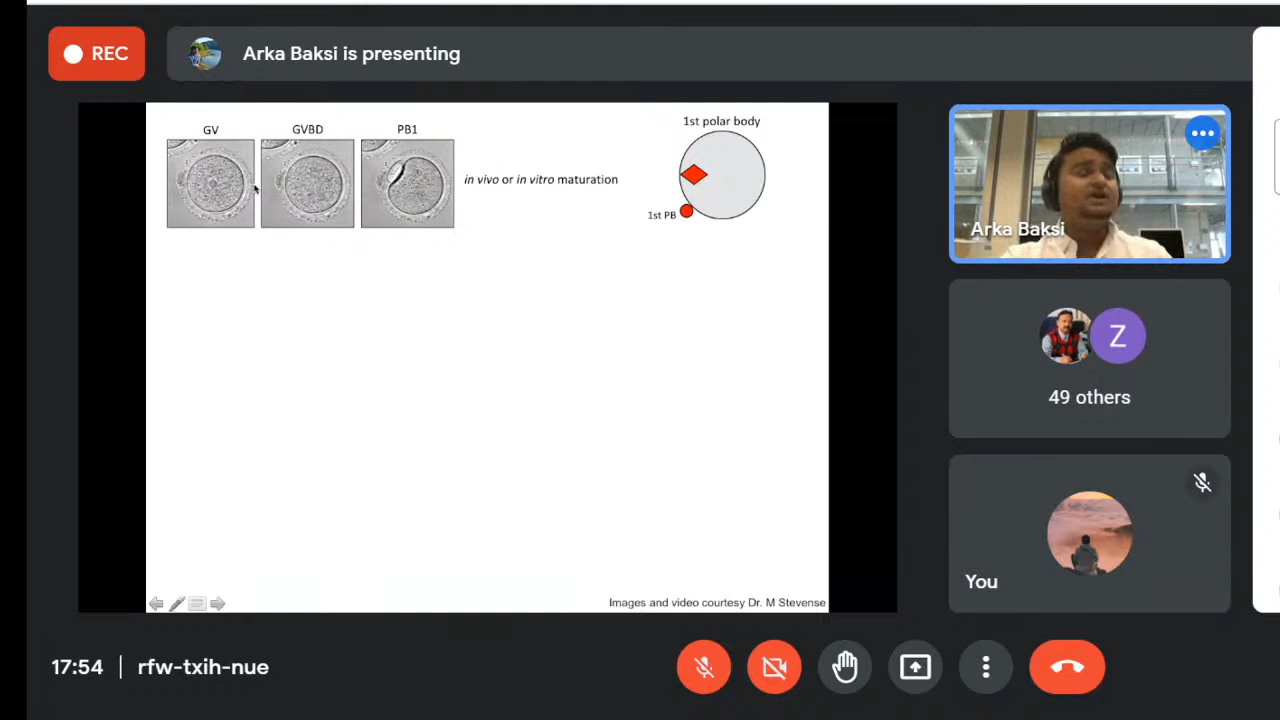 REC
Arka Baksi is presenting
GV
GVBD
PB1
in vivo or in vitro maturation
1st polar body
1st PB
Images and video courtesy Dr. M Stevense
Arka Baksi
Z
49 others
You
17:54 | rfw-txih-nue